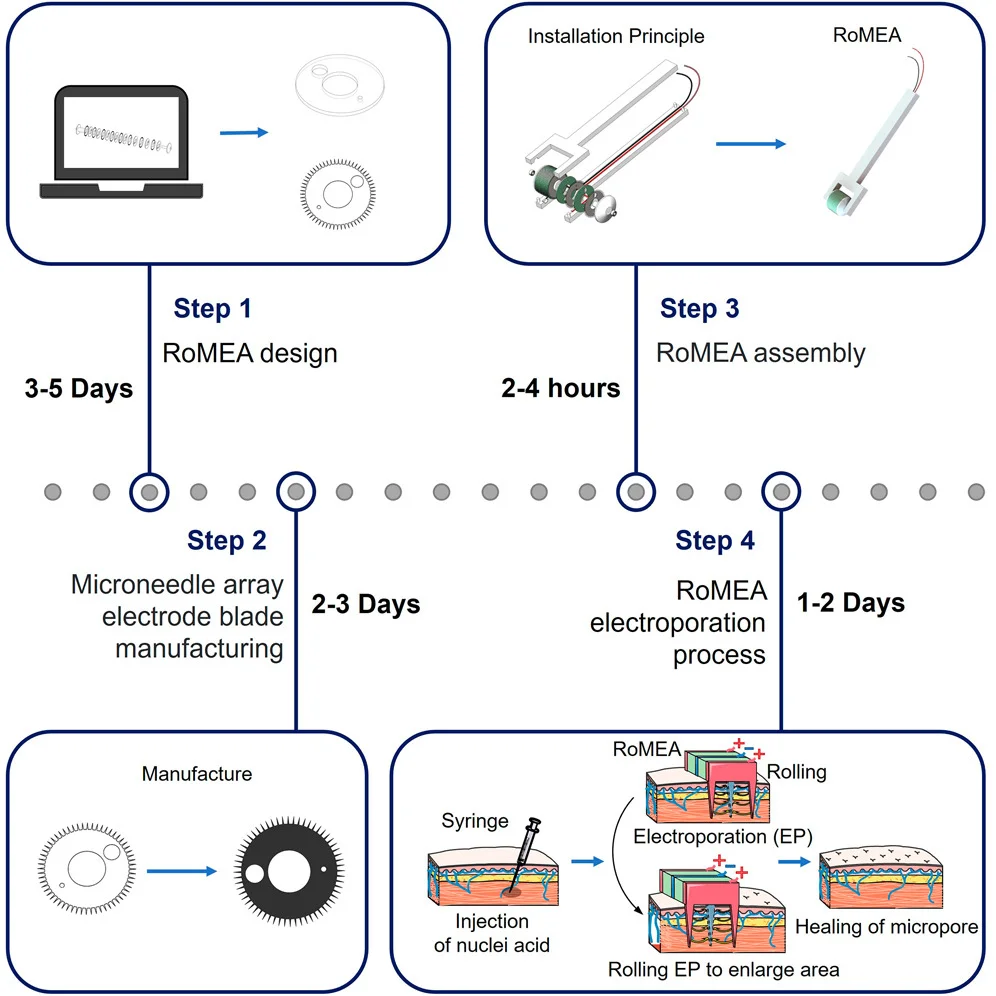 Installation Principle
RoMEA
Step 1
RoMEA design
3-5 Days
Step 3
RoMEA assembly
2-4 hours
Step 2
Microneedle array
electrode blade
manufacturing
2-3 Days
Step 4
RoMEA
electroporation
process
1-2 Days
Manufacture
Syringe
Injection
of nuclei acid
RoMEA
+
−
+
Rolling
Electroporation (EP)
+
−
+
Rolling EP to enlarge area
Healing of micropore